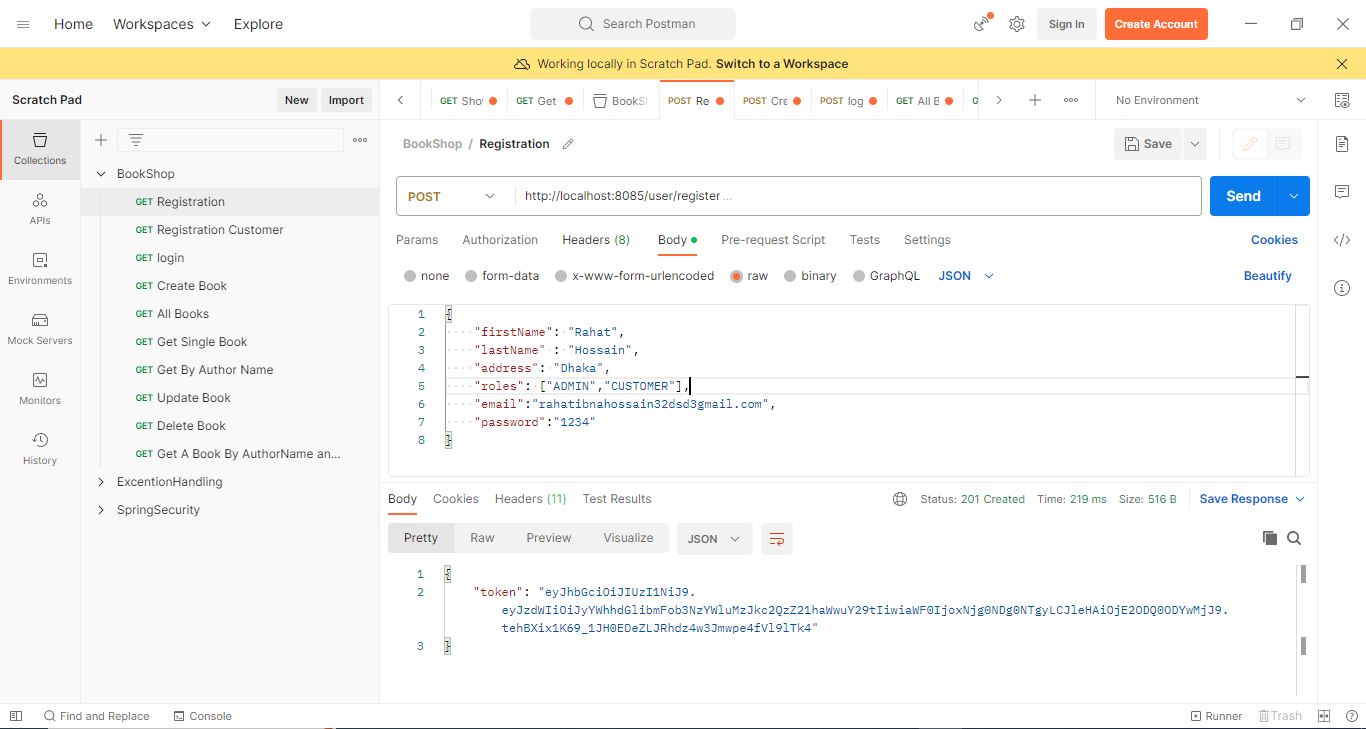 Home Workspaces Explore Search Postman Sign In Create Account
Working locally in Scratch Pad. Switch to a Workspace
Scratch Pad New Import GET Sho GET Get BookSh POST Re POST Cre POST log GET All B G No Environment
Collections
APIs
Environments
Mock Servers
Monitors
History
BookShop
GET Registration
GET Registration Customer
GET login
GET Create Book
GET All Books
GET Get Single Book
GET Get By Author Name
GET Update Book
GET Delete Book
GET Get A Book By AuthorName an...
ExcentionHandling
SpringSecurity
BookShop / Registration Save
POST http://localhost:8085/user/register ... Send
Params Authorization Headers (8) Body Pre-request Script Tests Settings Cookies
none form-data x-www-form-urlencoded raw binary GraphQL JSON Beautify
1 {
2 "firstName": "Rahat",
3 "lastName" : "Hossain",
4 "address": "Dhaka",
5 "roles": ["ADMIN","CUSTOMER"],
6 "email":"rahatibnahossain32dsd3gmail.com",
7 "password":"1234"
8 }
Body Cookies Headers (11) Test Results Status: 201 Created Time: 219 ms Size: 516 B Save Response
Pretty Raw Preview Visualize JSON
1 {
2 "token": "eyJhbGciOiJIUzI1NiJ9.
eyJzdWIiOiJyYWhhdGlibmFob3NzYWluMzJkc2QzZ21haWwuY29tIiwiaWF0IjoxNjg0NDg0NTgyLCJleHAiOjE2ODQ0ODYwMjJ9.
tehBXix1K69_1JH0EDeZLJRhdz4w3Jmwpe4fVl9lTk4"
3 }
Find and Replace Console Runner Trash